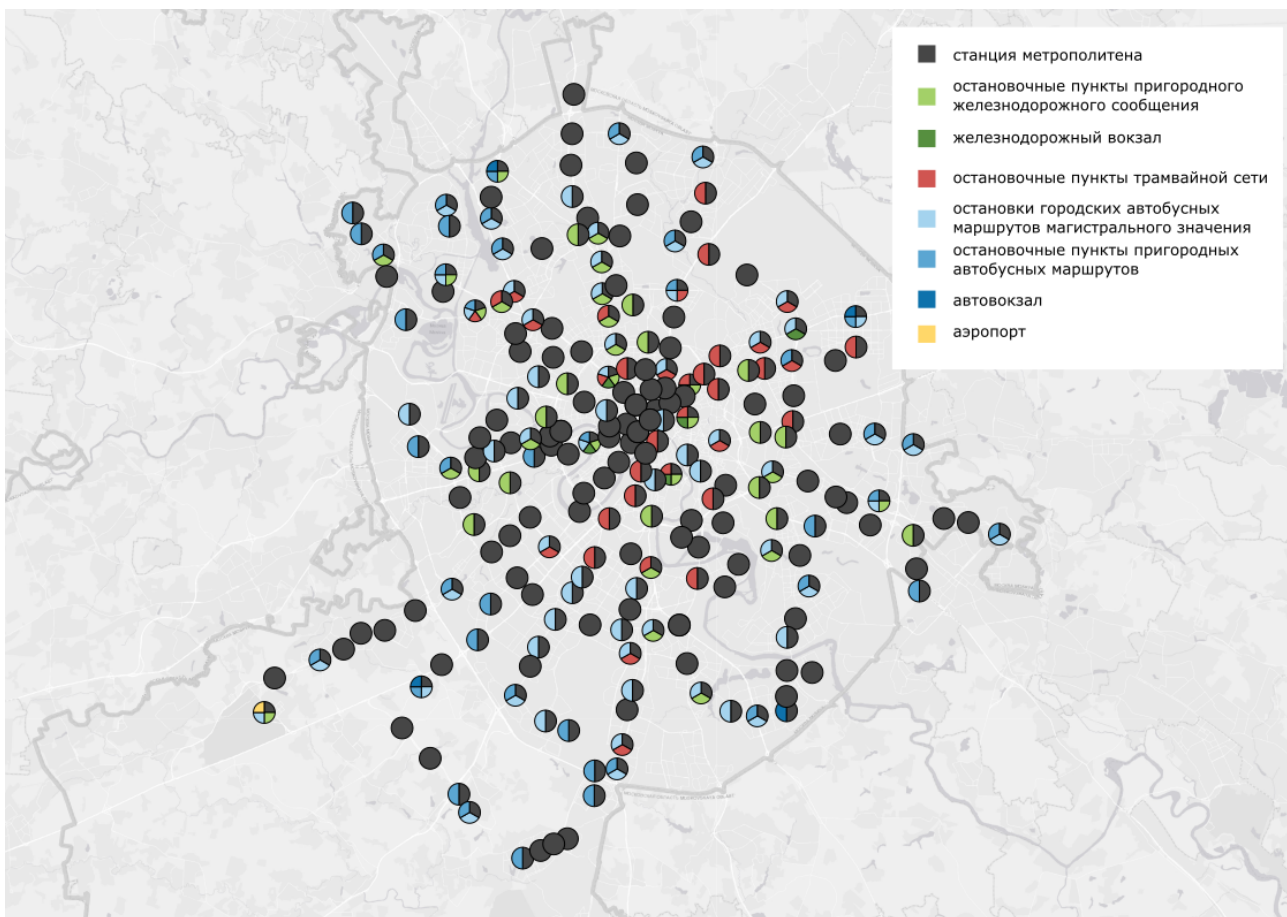 станция метрополитена
остановочные пункты пригородного
железнодорожного сообщения
железнодорожный вокзал
остановочные пункты трамвайной сети
остановки городских автобусных
маршрутов магистрального значения
остановочные пункты пригородных
автобусных маршрутов
автовокзал
аэропорт